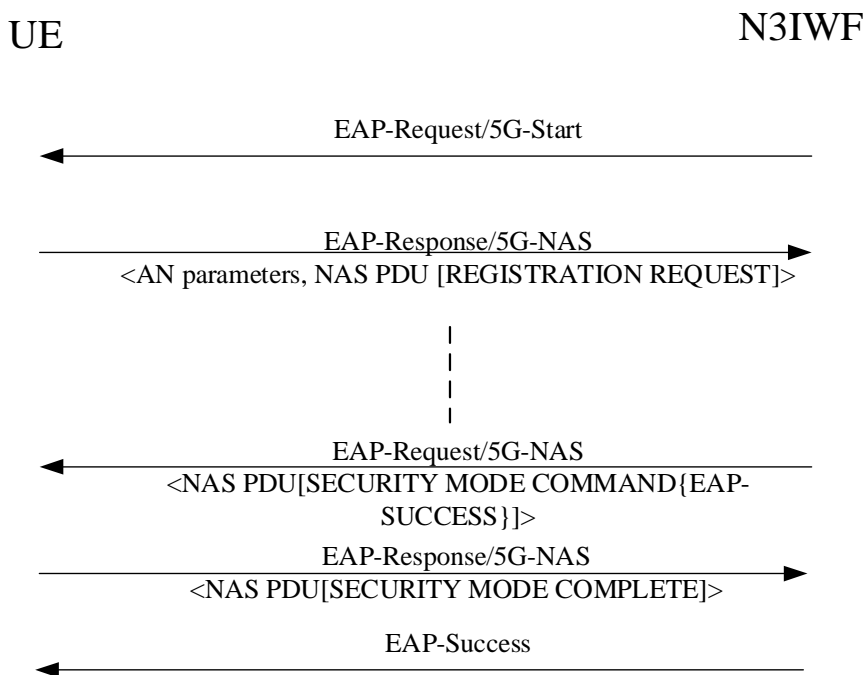 UE
N3IWF
EAP-Request/5G-Start
EAP-Response/5G-NAS
<AN parameters, NAS PDU [REGISTRATION REQUEST]>
EAP-Request/5G-NAS
<NAS PDU[SECURITY MODE COMMAND{EAP-
SUCCESS}]>
EAP-Response/5G-NAS
<NAS PDU[SECURITY MODE COMPLETE]>
EAP-Success